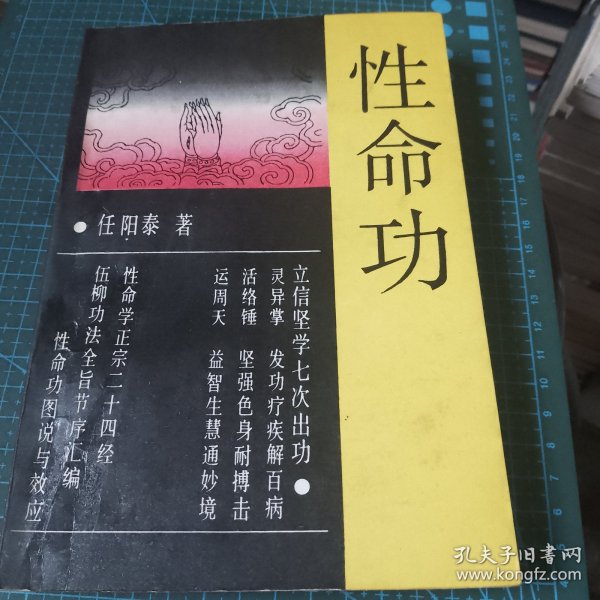 性命功
● 任阳泰 著
立信坚学七次出功 ●
灵异掌 发功疗疾解百病
活络锤 坚强色身耐搏击
运周天 益智生慧通妙境
性命学正宗二十四经
伍柳功法全旨节序汇编
性命功图说与效应
孔夫子旧书网
www.kongfz.com